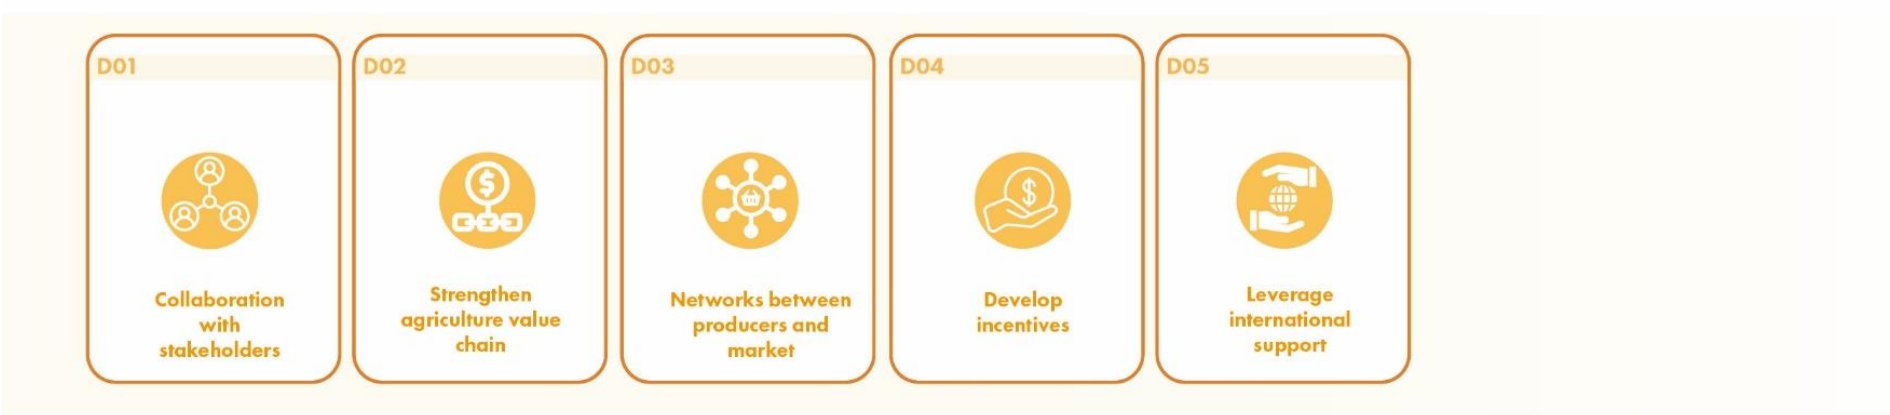 D01
Collaboration
with
stakeholders
D02
$
Strengthen
agriculture value
chain
D03
Networks between
producers and
market
D04
$
Develop
incentives
D05
Leverage
international
support